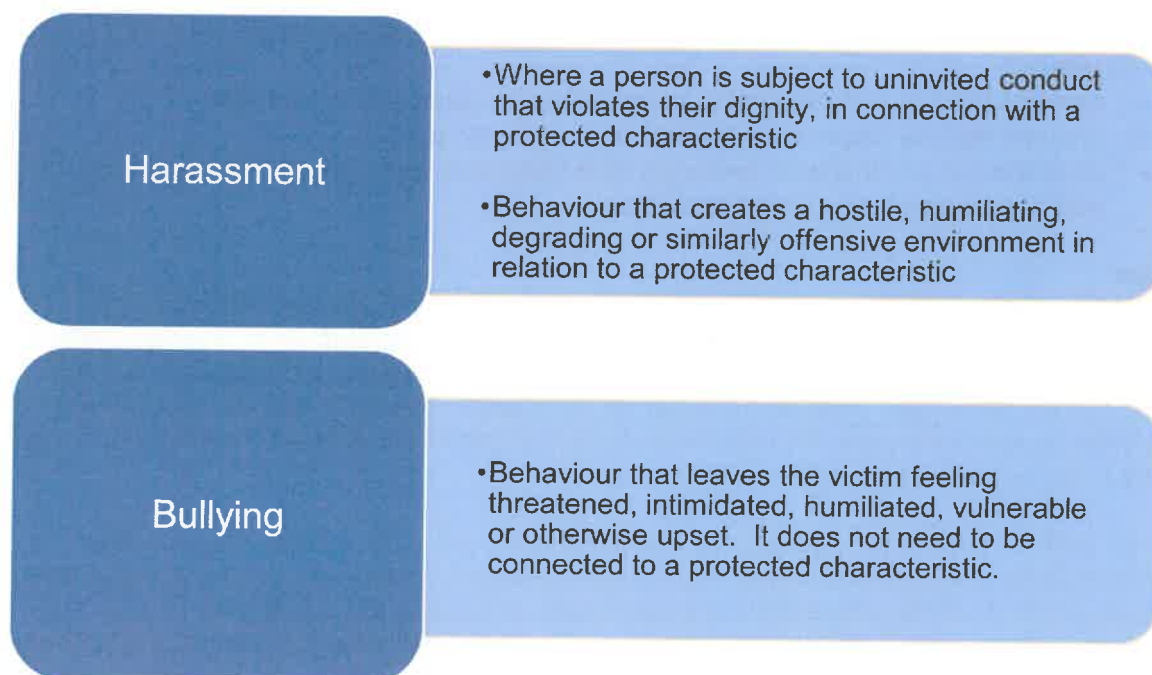 Harassment
•Where a person is subject to uninvited conduct
that violates their dignity, in connection with a
protected characteristic
•Behaviour that creates a hostile, humiliating,
degrading or similarly offensive environment in
relation to a protected characteristic
Bullying
•Behaviour that leaves the victim feeling
threatened, intimidated, humiliated, vulnerable
or otherwise upset.  It does not need to be
connected to a protected characteristic.